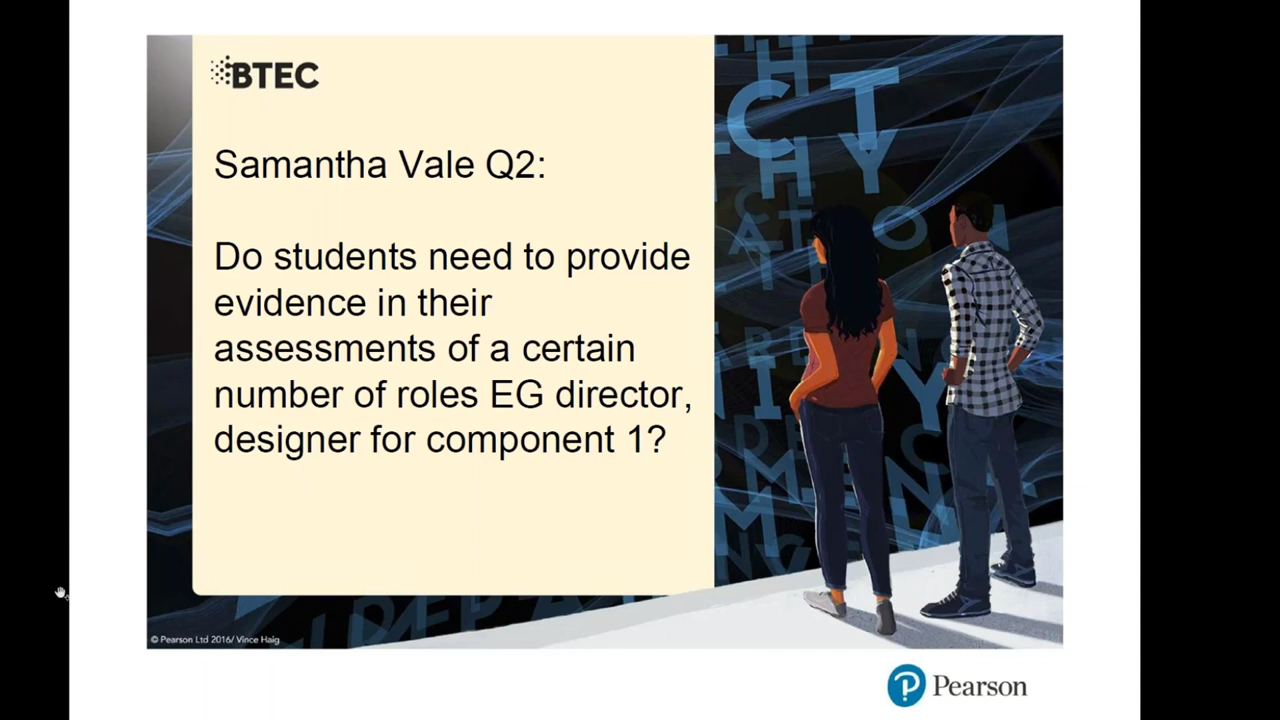 BTEC
Samantha Vale Q2:
Do students need to provide
evidence in their
assessments of a certain
number of roles EG director,
designer for component 1?
© Pearson Ltd 2016/ Vince Haig
Pearson